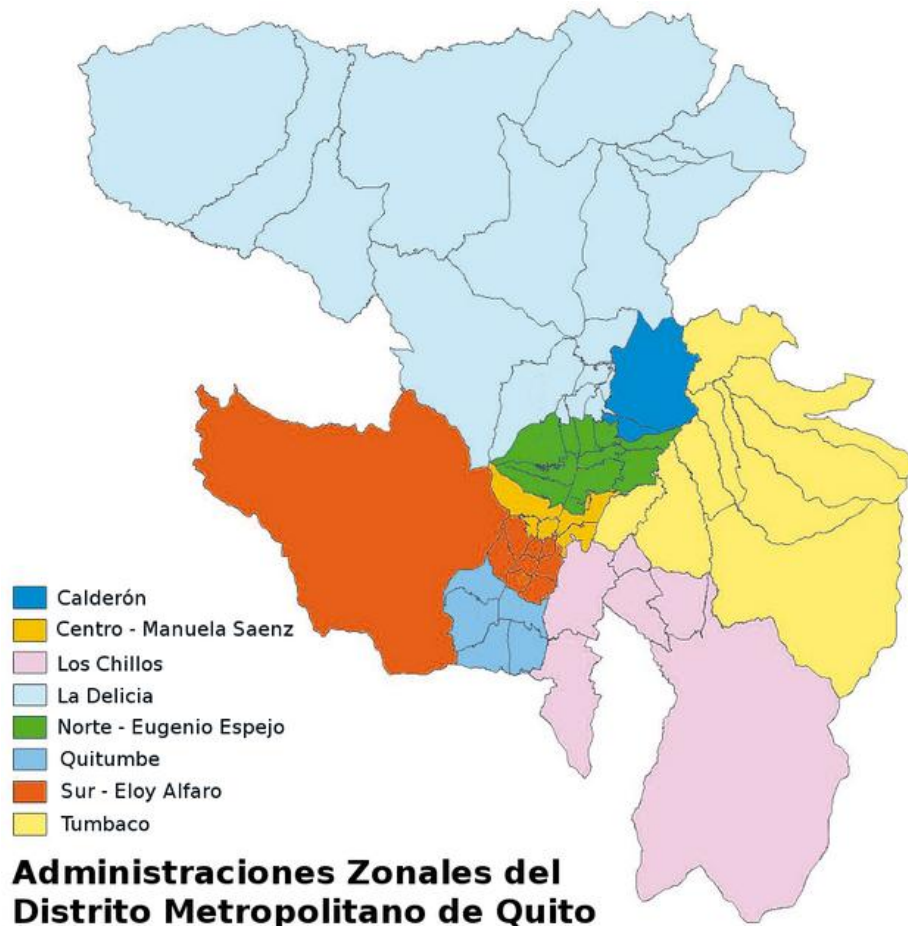 Calderón
Centro - Manuela Saenz
Los Chillos
La Delicia
Norte - Eugenio Espejo
Quitumbe
Sur - Eloy Alfaro
Tumbaco
Administraciones Zonales del
Distrito Metropolitano de Quito